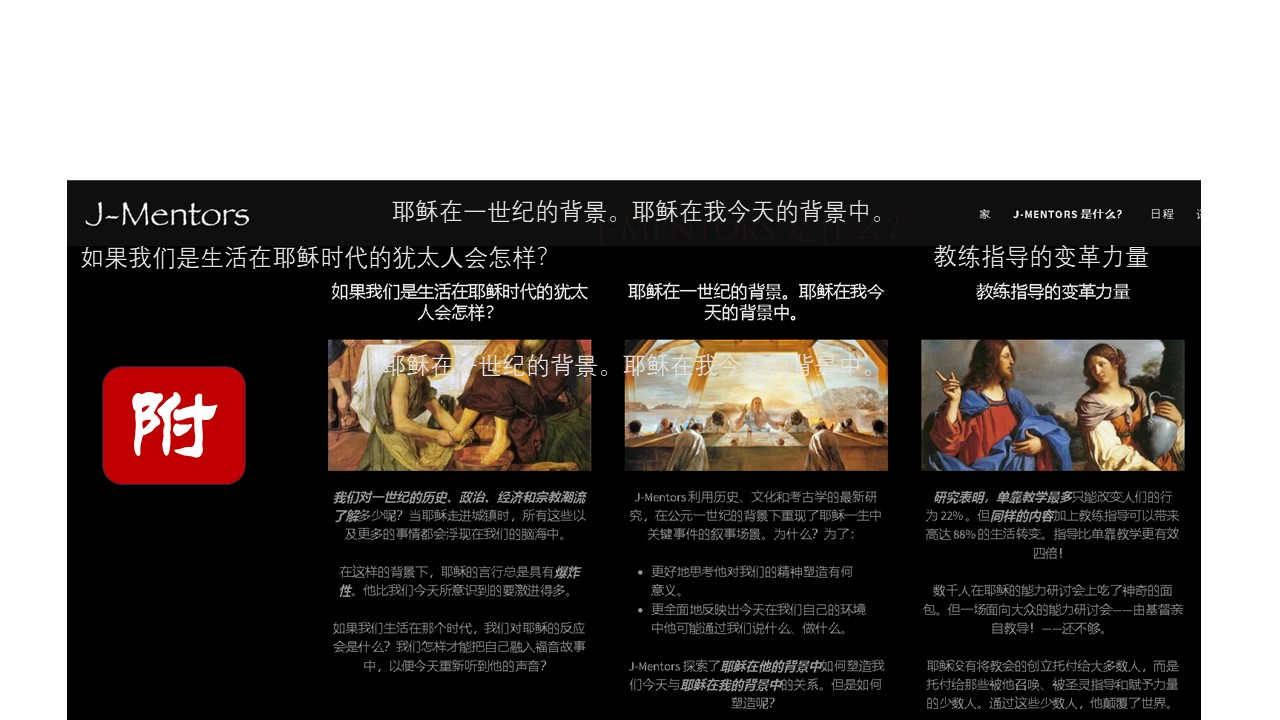 J-Mentors
耶稣在一世纪的背景。耶稣在我今天的背景中。
J-MENTORS 是什么？
家
J-MENTORS 是什么?
日程
如果我们是生活在耶稣时代的犹太人会怎样？
教练指导的变革力量
如果我们是生活在耶稣时代的犹太
人会怎样？
耶稣在一世纪的背景。耶稣在我今
天的背景中。
教练指导的变革力量
耶稣在一世纪的背景。耶稣在我今天的背景中。
附
我们对一世纪的历史、政治、经济和宗教潮流
了解多少呢？当耶稣走进城镇时，所有这些以
及更多的事情都会浮现在我们的脑海中。
在这样的背景下，耶稣的言行总是具有爆炸
性。他比我们今天所意识到的要激进得多。
如果我们生活在那个时代，我们对耶稣的反应
会是什么？我们怎样才能把自己融入福音故事
中，以便今天重新听到他的声音？
J-Mentors 利用历史、文化和考古学的最新研
究，在公元一世纪的背景下重现了耶稣一生中
关键事件的叙事场景。为什么？为了：
• 更好地思考他对我们的精神塑造有何
意义。
• 更全面地反映出今天在我们自己的环境
中他可能通过我们说什么、做什么。
J-Mentors 探索了耶稣在他的背景中如何塑造我
们今天与耶稣在我的背景中的关系。但是如何
塑造呢？
研究表明，单靠教学最多只能改变人们的行
为 22%。但同样的内容加上教练指导可以带来
高达 88% 的生活转变。指导比单靠教学更有效
四倍！
数千人在耶稣的能力研讨会上吃了神奇的面
包。但一场面向大众的能力研讨会——由基督亲
自教导！——还不够。
耶稣没有将教会的创立托付给大多数人，而是
托付给那些被他召唤、被圣灵指导和赋予力量
的少数人。通过这些少数人，他颠覆了世界。